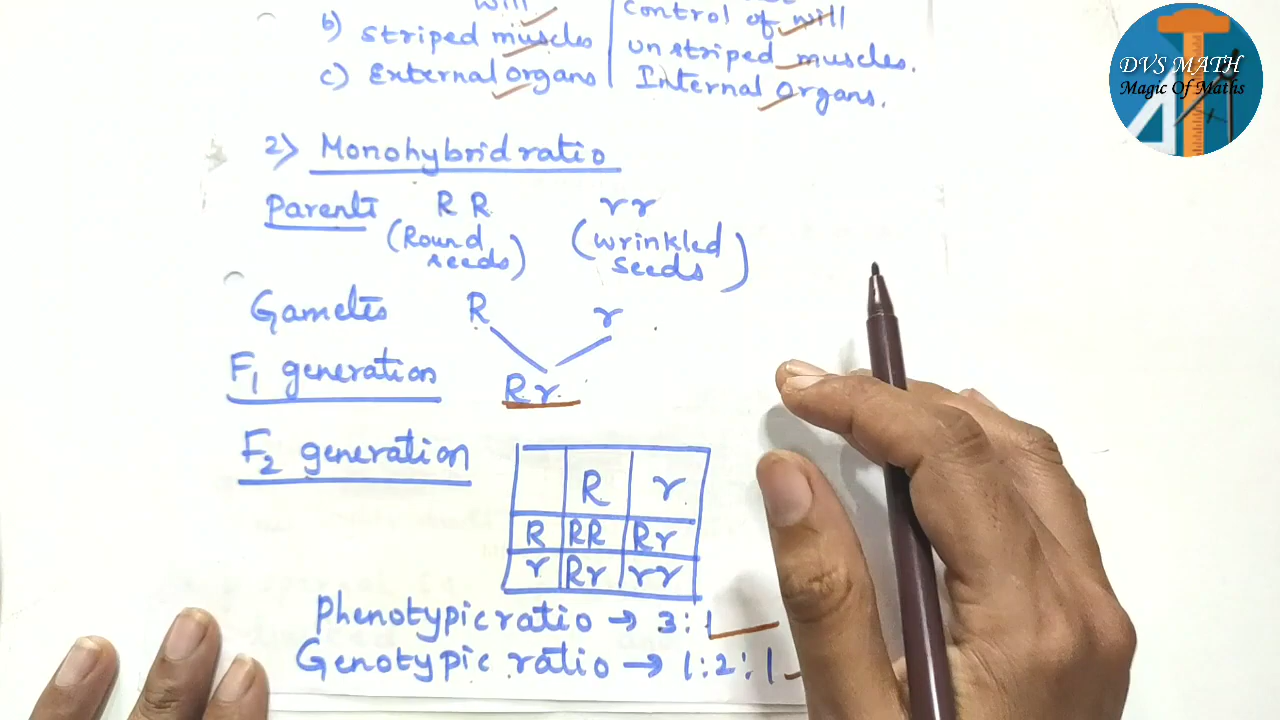 will
control of will
b) striped muscles
unstriped muscles.
c) External organs
Internal organs.
2) Monohybrid ratio
Parents RR rr
(Round seeds) (wrinkled seeds)
Gametes R r
F1 generation Rr
F2 generation
R r
R RR Rr
r Rr rr
Phenotypic ratio → 3:1
Genotypic ratio → 1:2:1
DVS MATH
Magic Of Maths